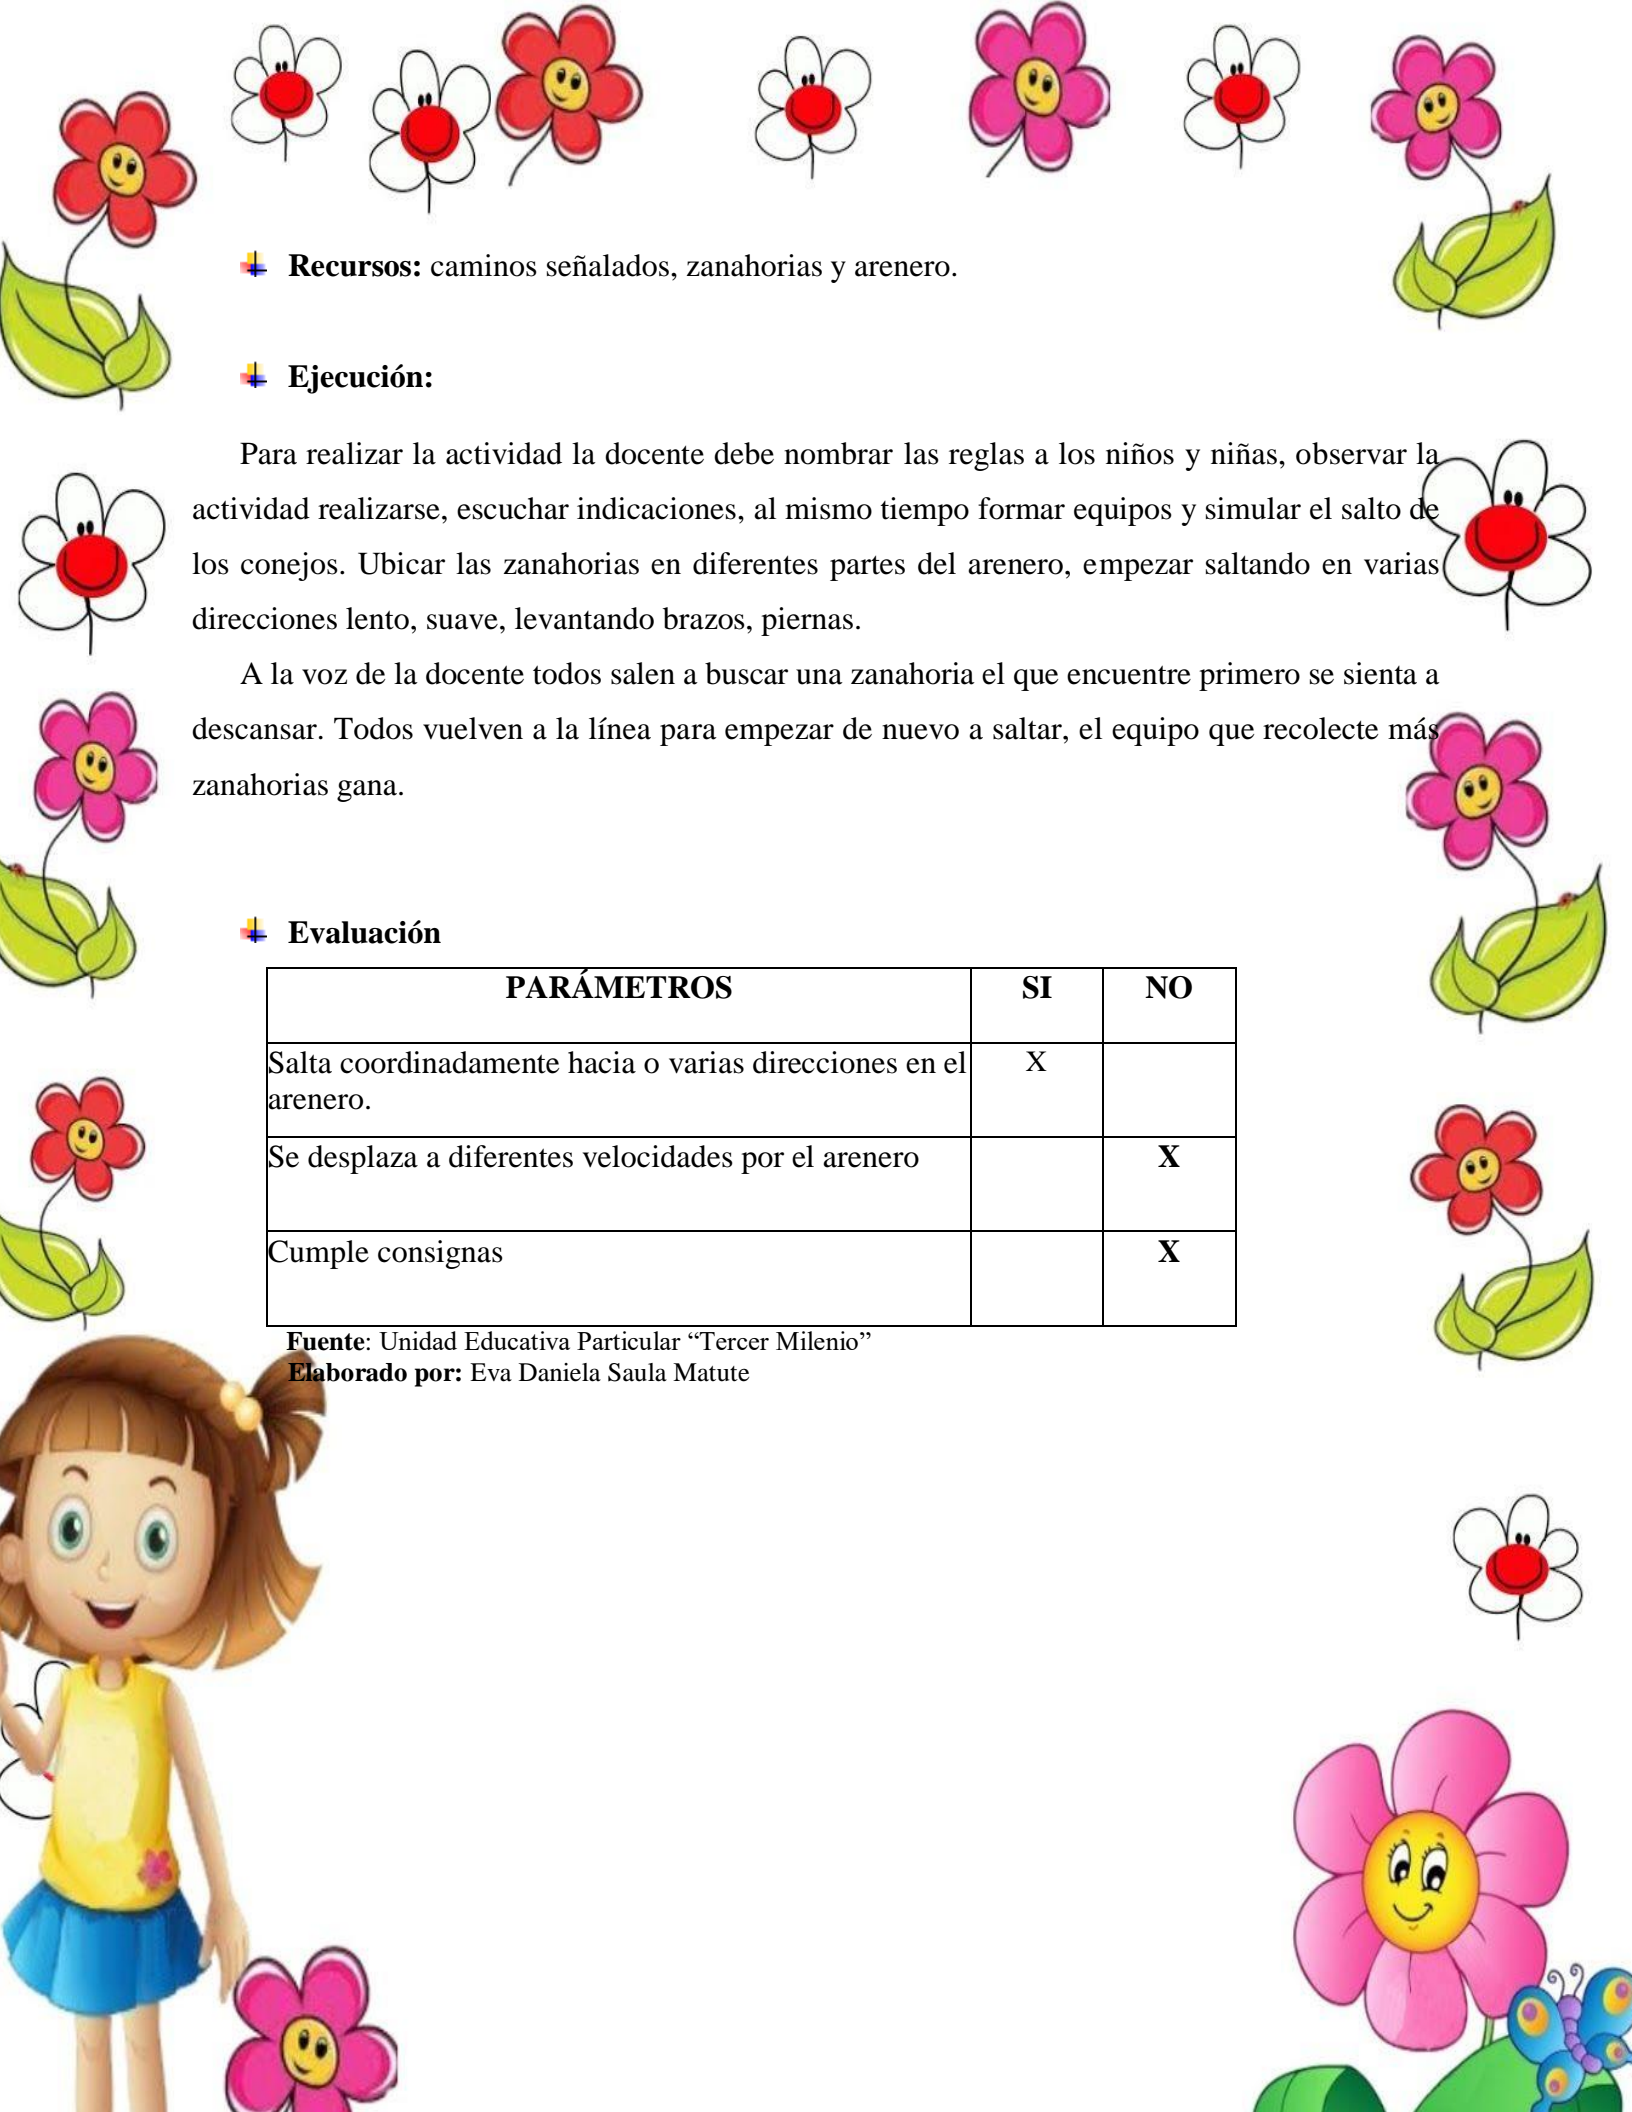 Recursos: caminos señalados, zanahorias y arenero.
Ejecución:
Para realizar la actividad la docente debe nombrar las reglas a los niños y niñas, observar la
actividad realizarse, escuchar indicaciones, al mismo tiempo formar equipos y simular el salto de
los conejos. Ubicar las zanahorias en diferentes partes del arenero, empezar saltando en varias
direcciones lento, suave, levantando brazos, piernas.
A la voz de la docente todos salen a buscar una zanahoria el que encuentre primero se sienta a
descansar. Todos vuelven a la línea para empezar de nuevo a saltar, el equipo que recolecte más
zanahorias gana.
Evaluación
PARÁMETROS SI NO
Salta coordinadamente hacia o varias direcciones en el X
arenero.
Se desplaza a diferentes velocidades por el arenero X
Cumple consignas X
Fuente: Unidad Educativa Particular “Tercer Milenio”
Elaborado por: Eva Daniela Saula Matute